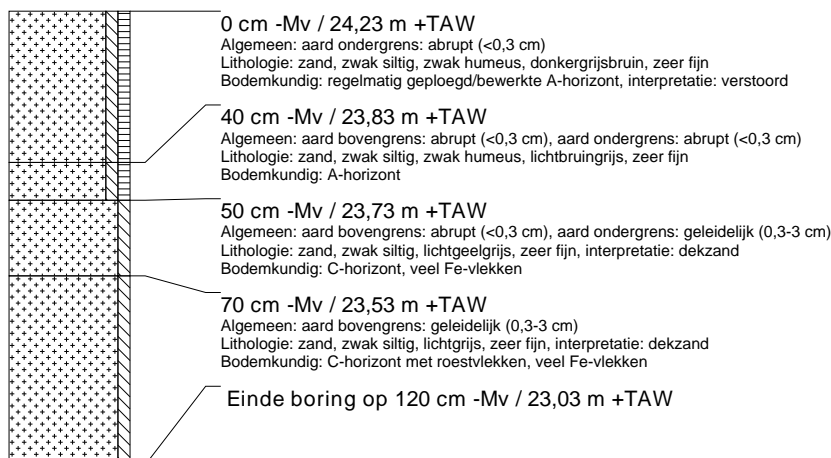 0 cm -Mv / 24,23 m +TAW
Algemeen: aard ondergrens: abrupt (<0,3 cm)
Lithologie: zand, zwak siltig, zwak humeus, donkergrijsbruin, zeer fijn
Bodemkundig: regelmatig geploegd/bewerkte A-horizont, interpretatie: verstoord
40 cm -Mv / 23,83 m +TAW
Algemeen: aard bovengrens: abrupt (<0,3 cm), aard ondergrens: abrupt (<0,3 cm)
Lithologie: zand, zwak siltig, zwak humeus, lichtbruingrijs, zeer fijn
Bodemkundig: A-horizont
50 cm -Mv / 23,73 m +TAW
Algemeen: aard bovengrens: abrupt (<0,3 cm), aard ondergrens: geleidelijk (0,3-3 cm)
Lithologie: zand, zwak siltig, lichtgeelgrijs, zeer fijn, interpretatie: dekzand
Bodemkundig: C-horizont, veel Fe-vlekken
70 cm -Mv / 23,53 m +TAW
Algemeen: aard bovengrens: geleidelijk (0,3-3 cm)
Lithologie: zand, zwak siltig, lichtgrijs, zeer fijn, interpretatie: dekzand
Bodemkundig: C-horizont met roestvlekken, veel Fe-vlekken
Einde boring op 120 cm -Mv / 23,03 m +TAW